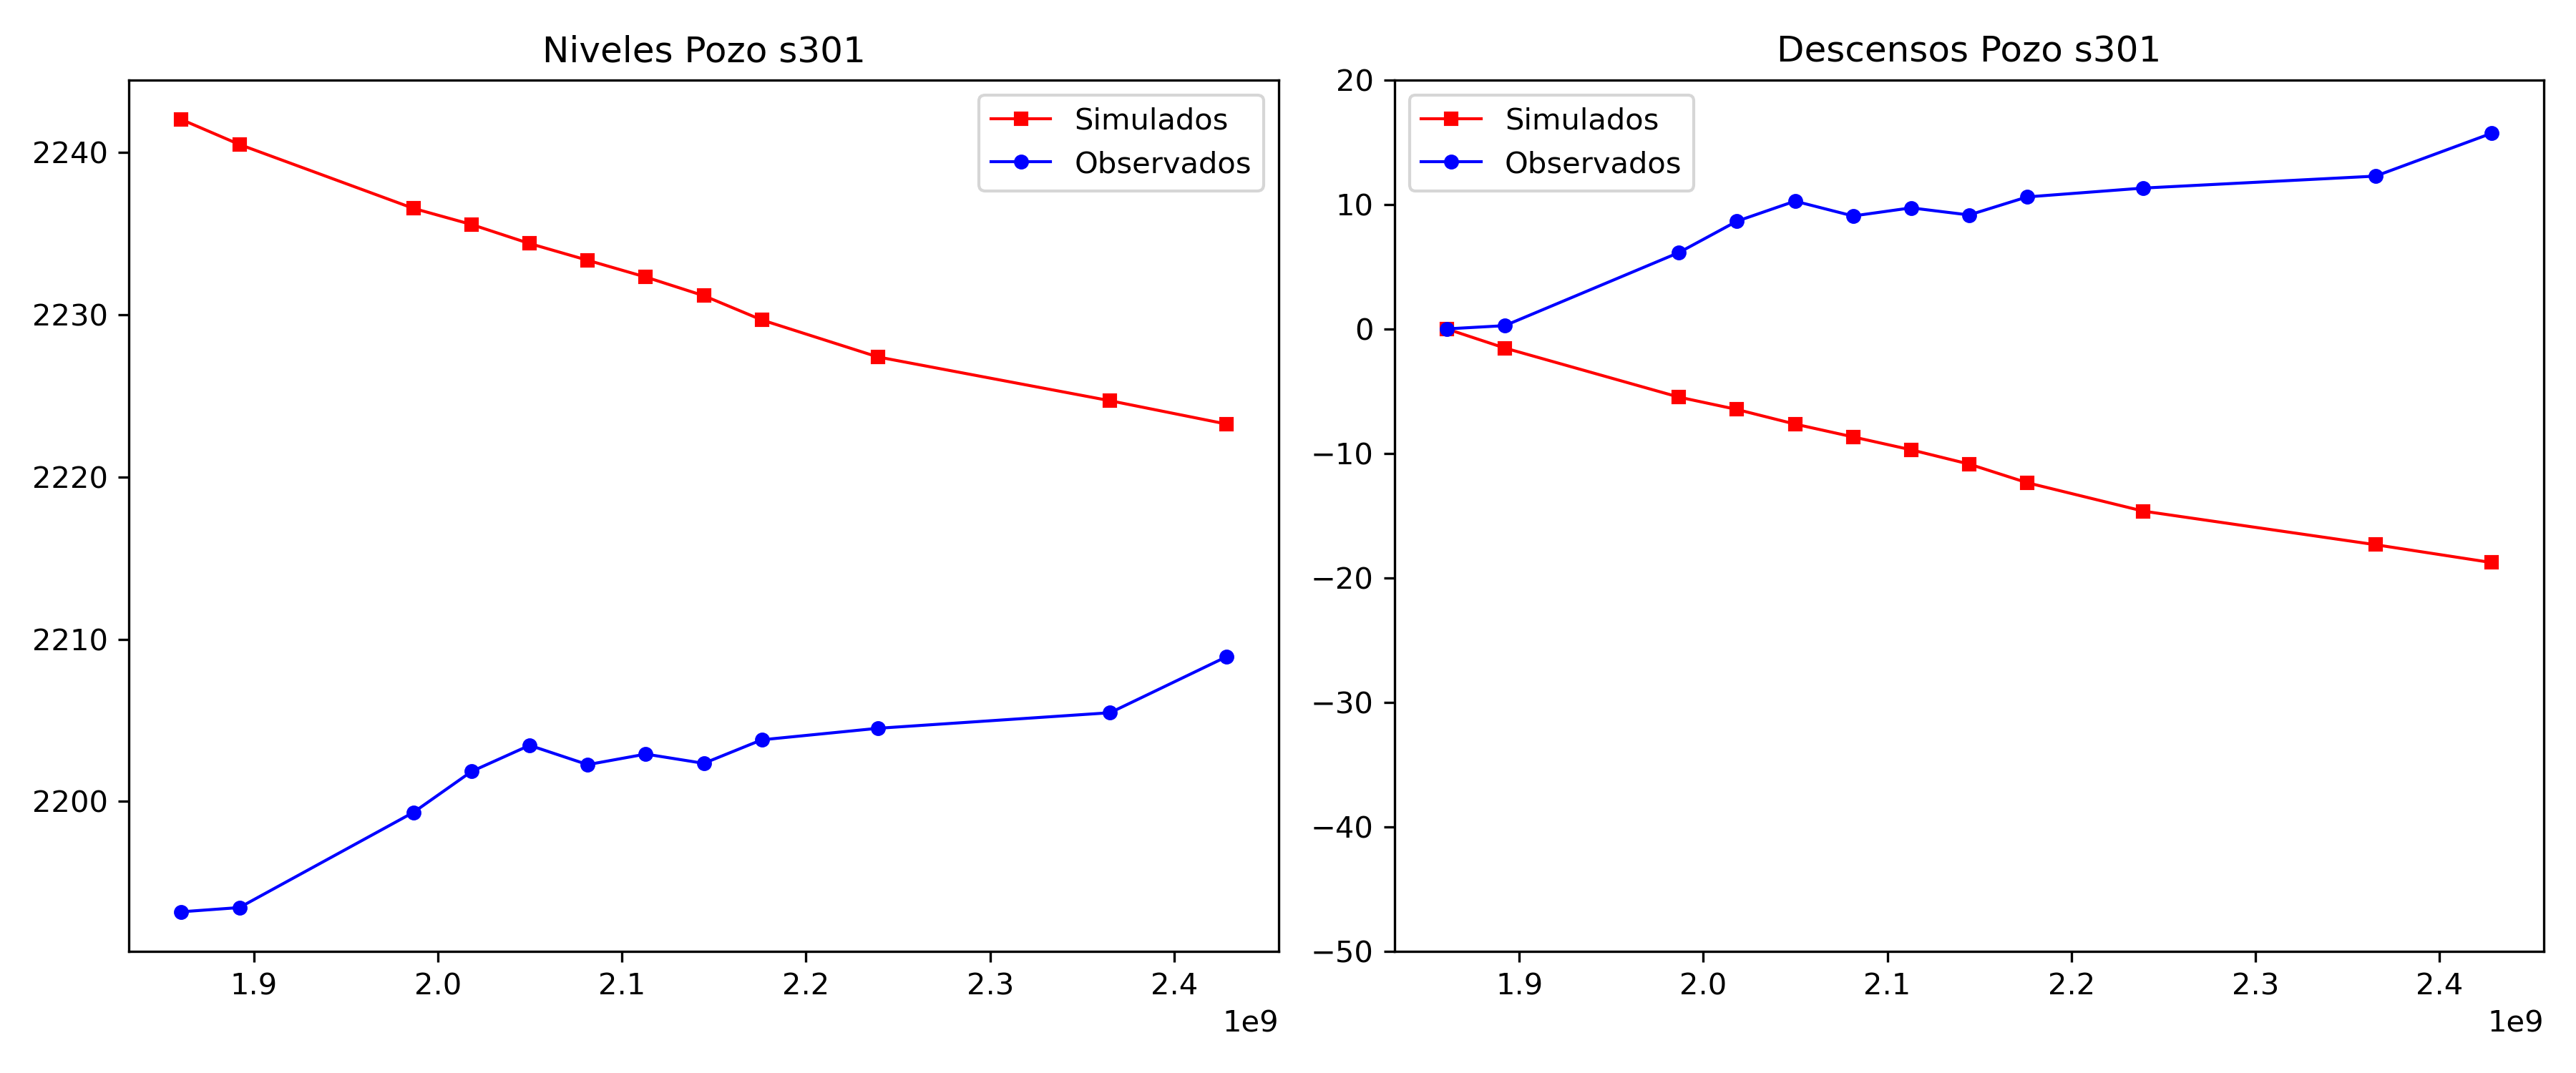 Niveles Pozo s301
Simulados
Observados
2240
2230
2220
2210
2200
1.9 2.0 2.1 2.2 2.3 2.4
1e9
Descensos Pozo s301
Simulados
Observados
20
10
0
−10
−20
−30
−40
−50
1.9 2.0 2.1 2.2 2.3 2.4
1e9